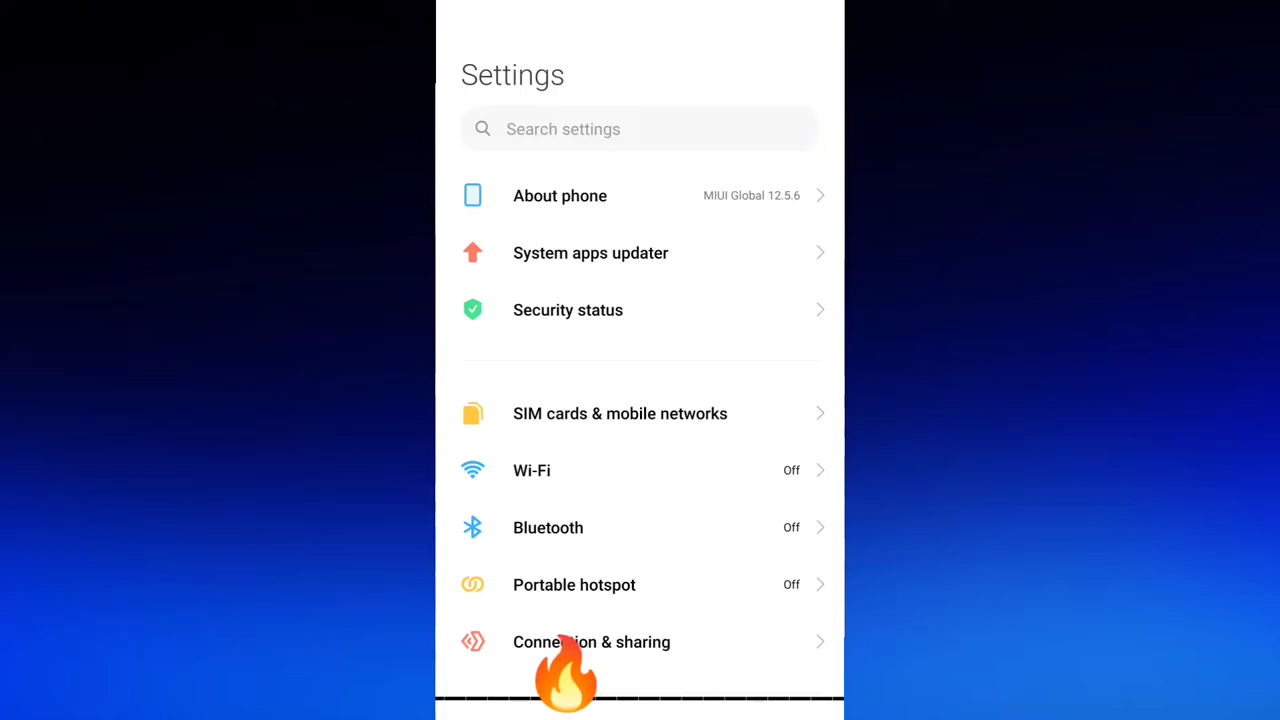 Settings
Search settings
About phone MIUI Global 12.5.6
System apps updater
Security status
SIM cards & mobile networks
Wi-Fi Off
Bluetooth Off
Portable hotspot Off
Connection & sharing